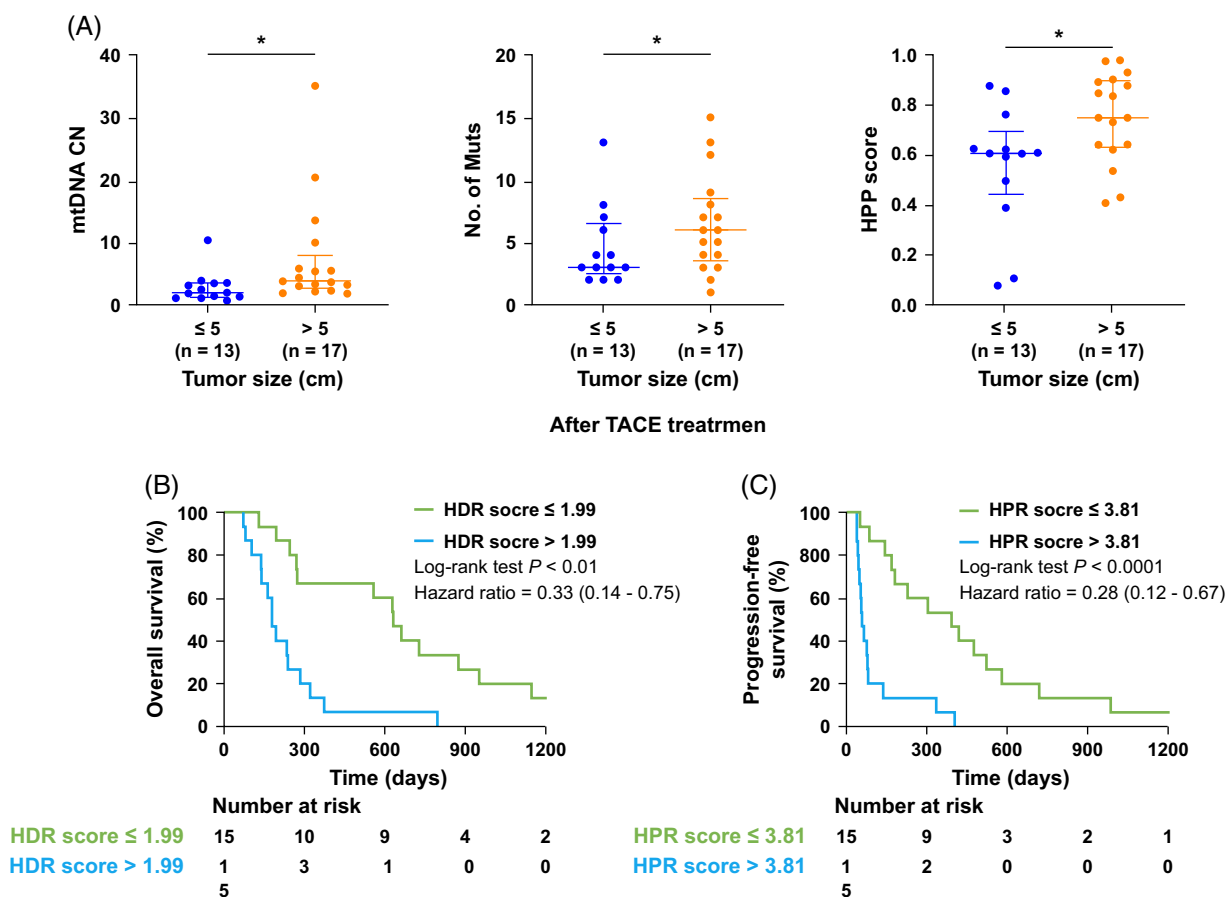 (A)
mtDNA CN
40
30
20
10
0
*
≤ 5
(n = 13)
> 5
(n = 17)
Tumor size (cm)
No. of Muts
20
15
10
5
0
*
≤ 5
(n = 13)
> 5
(n = 17)
Tumor size (cm)
HPP score
1.0
0.8
0.6
0.4
0.2
0.0
*
≤ 5
(n = 13)
> 5
(n = 17)
Tumor size (cm)
After TACE treatmen
(B)
Overall survival (%)
100
80
60
40
20
0
HDR socre ≤ 1.99
HDR socre > 1.99
Log-rank test P < 0.01
Hazard ratio = 0.33 (0.14 - 0.75)
0 300 600 900 1200
Time (days)
Number at risk
HDR score ≤ 1.99 15 10 9 4 2
HDR score > 1.99 1 3 1 0 0
5
(C)
Progression-free
survival (%)
100
80
60
40
20
0
HPR socre ≤ 3.81
HPR socre > 3.81
Log-rank test P < 0.0001
Hazard ratio = 0.28 (0.12 - 0.67)
0 300 600 900 1200
Time (days)
Number at risk
HPR score ≤ 3.81 15 9 3 2 1
HPR score > 3.81 1 2 0 0 0
5